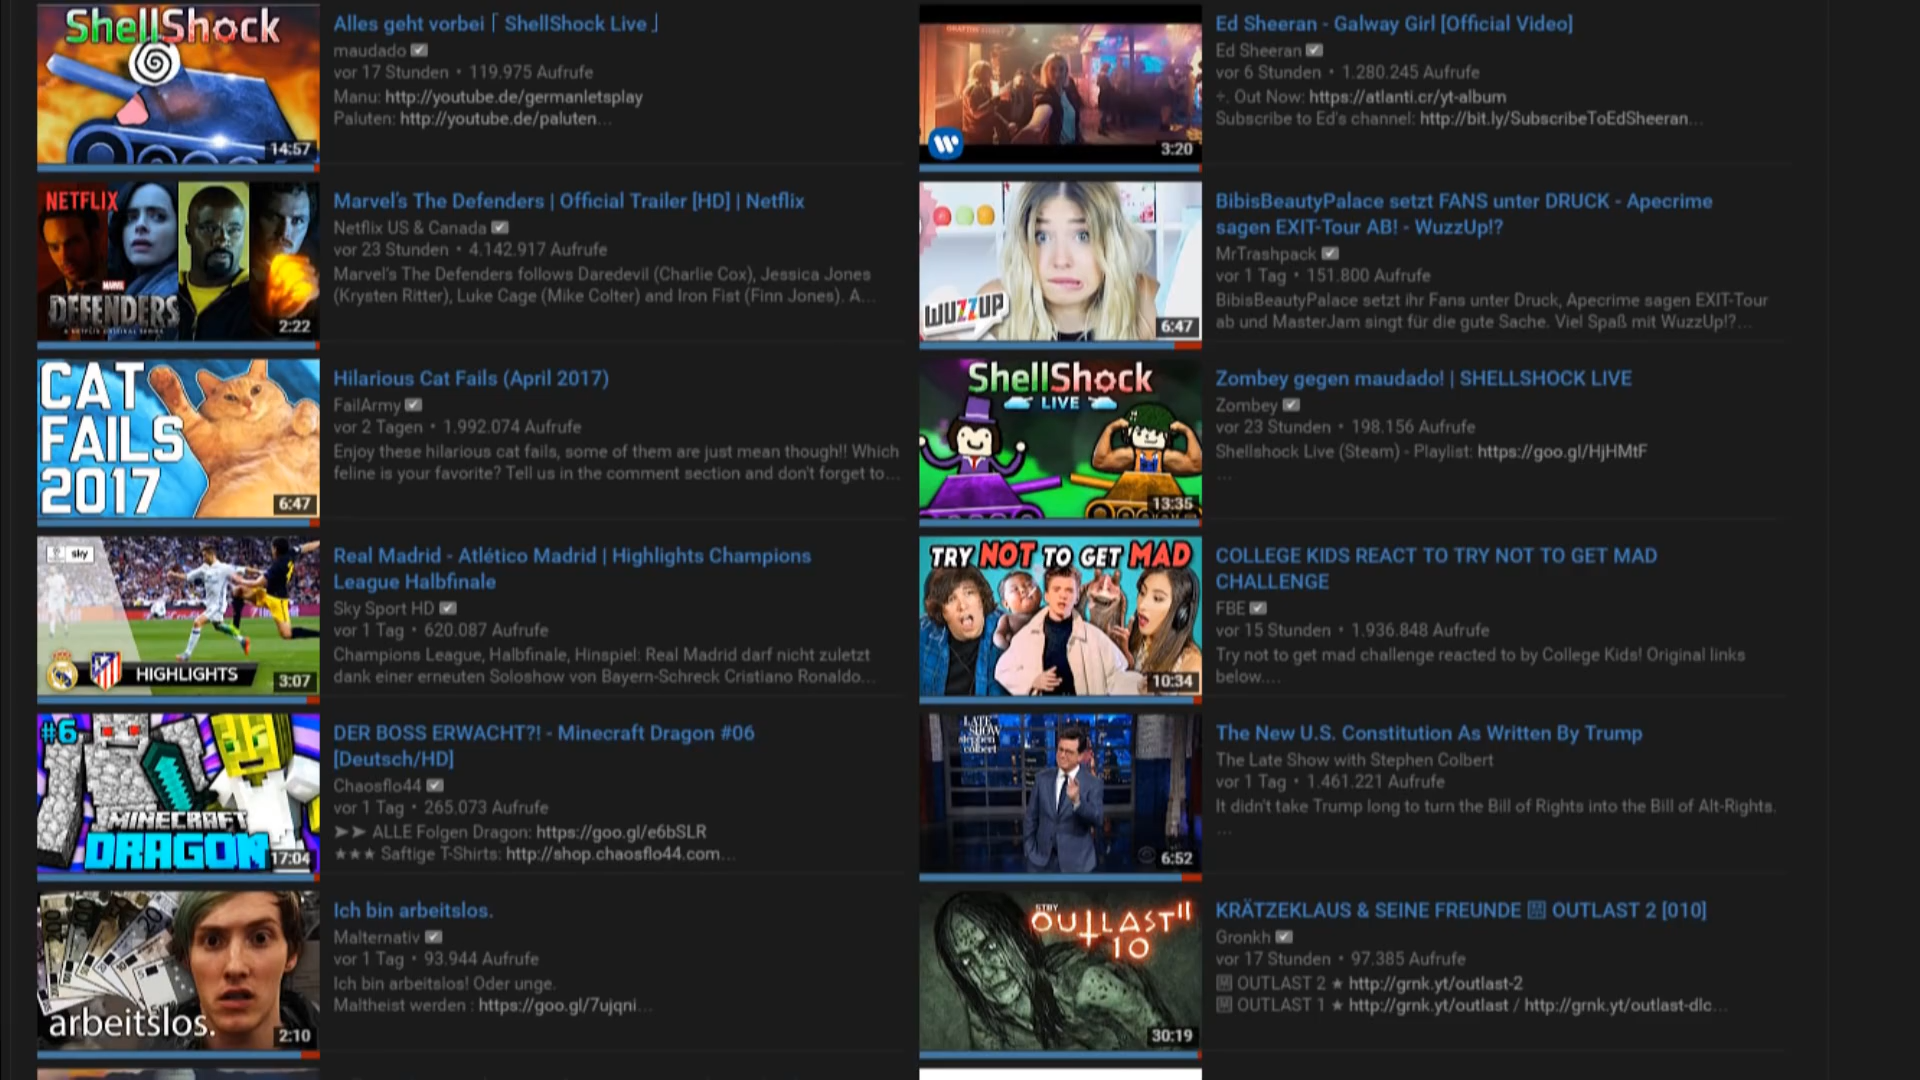 ShellShock
14:57
Alles geht vorbei「 ShellShock Live 」
maudado
vor 17 Stunden • 119.975 Aufrufe
Manu: http://youtube.de/germanletsplay
Paluten: http://youtube.de/paluten...
3:20
Ed Sheeran - Galway Girl [Official Video]
Ed Sheeran
vor 6 Stunden • 1.280.245 Aufrufe
÷. Out Now: https://atlanti.cr/yt-album
Subscribe to Ed's channel: http://bit.ly/SubscribeToEdSheeran...
NETFLIX
MARVEL
DEFENDERS
2:22
Marvel's The Defenders | Official Trailer [HD] | Netflix
Netflix US & Canada
vor 23 Stunden • 4.142.917 Aufrufe
Marvel's The Defenders follows Daredevil (Charlie Cox), Jessica Jones
(Krysten Ritter), Luke Cage (Mike Colter) and Iron Fist (Finn Jones). A...
WUZZUP
6:47
BibisBeautyPalace setzt FANS unter DRUCK - Apecrime
sagen EXIT-Tour AB! - WuzzUp!?
MrTrashpack
vor 1 Tag • 151.800 Aufrufe
BibisBeautyPalace setzt ihr Fans unter Druck, Apecrime sagen EXIT-Tour
ab und MasterJam singt für die gute Sache. Viel Spaß mit WuzzUp!?...
CAT
FAILS
2017
6:47
Hilarious Cat Fails (April 2017)
FailArmy
vor 2 Tagen • 1.992.074 Aufrufe
Enjoy these hilarious cat fails, some of them are just mean though!! Which
feline is your favorite? Tell us in the comment section and don't forget to...
ShellShock
LIVE
13:35
Zombey gegen maudado! | SHELLSHOCK LIVE
Zombey
vor 23 Stunden • 198.156 Aufrufe
Shellshock Live (Steam) - Playlist: https://goo.gl/HjHMtF
...
sky
HIGHLIGHTS
3:07
Real Madrid - Atlético Madrid | Highlights Champions
League Halbfinale
Sky Sport HD
vor 1 Tag • 620.087 Aufrufe
Champions League, Halbfinale, Hinspiel: Real Madrid darf nicht zuletzt
dank einer erneuten Soloshow von Bayern-Schreck Cristiano Ronaldo...
TRY NOT TO GET MAD
10:34
COLLEGE KIDS REACT TO TRY NOT TO GET MAD
CHALLENGE
FBE
vor 15 Stunden • 1.936.848 Aufrufe
Try not to get mad challenge reacted to by College Kids! Original links
below....
#6
MINECRAFT
DRAGON
17:04
DER BOSS ERWACHT?! - Minecraft Dragon #06
[Deutsch/HD]
Chaosflo44
vor 1 Tag • 265.073 Aufrufe
➤➤ ALLE Folgen Dragon: https://goo.gl/e6bSLR
★★★ Saftige T-Shirts: http://shop.chaosflo44.com...
LATE
SHOW
stephen
colbert
6:52
The New U.S. Constitution As Written By Trump
The Late Show with Stephen Colbert
vor 1 Tag • 1.461.221 Aufrufe
It didn't take Trump long to turn the Bill of Rights into the Bill of Alt-Rights.
...
arbeitslos.
2:10
Ich bin arbeitslos.
Malternativ
vor 1 Tag • 93.944 Aufrufe
Ich bin arbeitslos! Oder unge.
Maltheist werden : https://goo.gl/7ujqni...
OUTLAST II
10
30:19
KRÄTZEKLAUS & SEINE FREUNDE OUTLAST 2 [010]
Gronkh
vor 17 Stunden • 97.385 Aufrufe
OUTLAST 2 ★ http://grnk.yt/outlast-2
OUTLAST 1 ★ http://grnk.yt/outlast / http://grnk.yt/outlast-dlc...